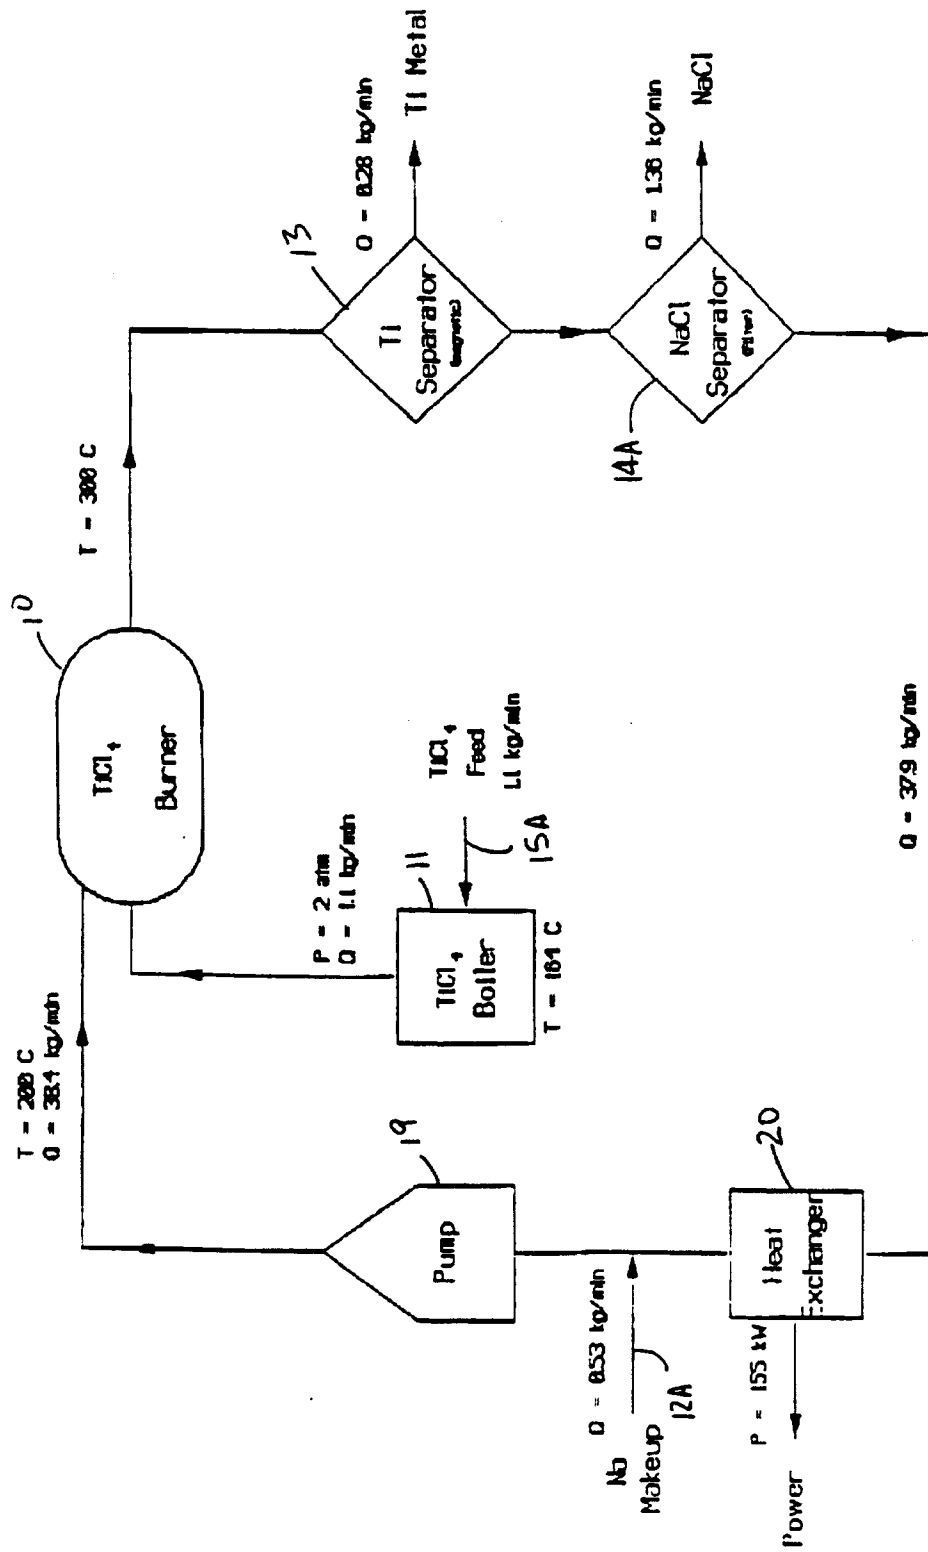 T = 200 C
Q = 38.4 kg/min
TiCl4
Burner
10
T = 300 C
P = 2 atm
Q = 1.1 kg/min
TiCl4
Boiler
11
T = 164 C
TiCl4
Feed
1.1 kg/min
15A
Ti
Separator
(magnetic)
13
Q = 0.28 kg/min
Ti Metal
NaCl
Separator
(Filter)
14A
Q = 1.36 kg/min
NaCl
Pump
19
Q = 0.53 kg/min
Na
Makeup
12A
Heat
Exchanger
20
P = 155 kW
Power
Q = 37.9 kg/min